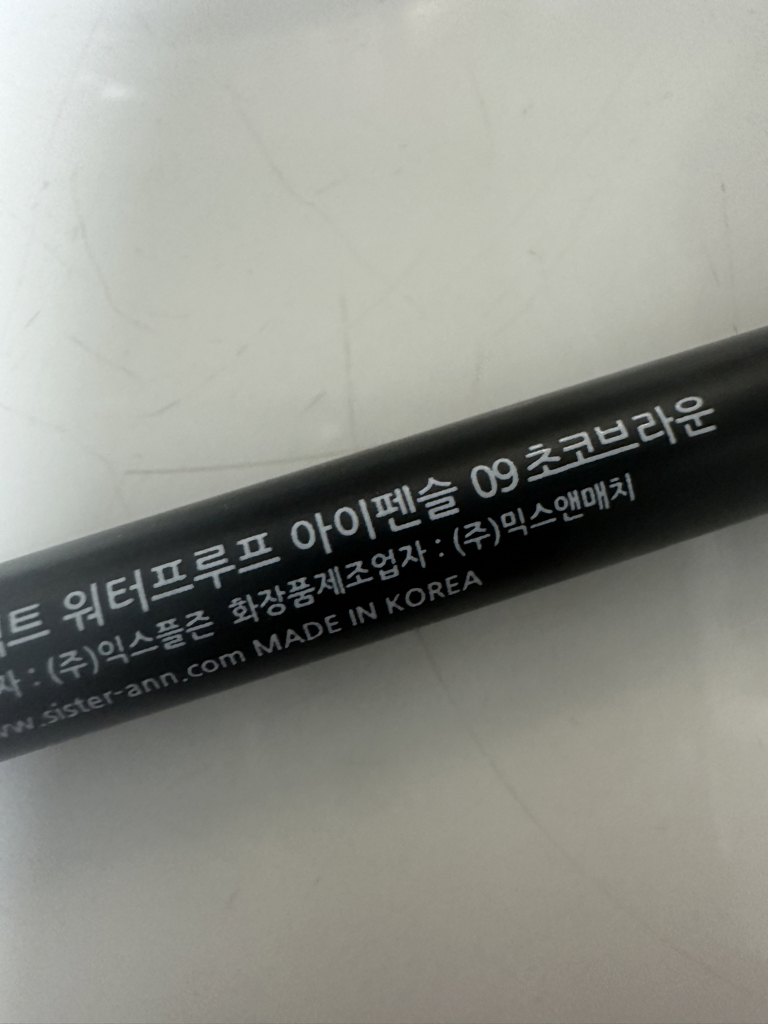 워터프루프 아이펜슬 09 초코브라운
자 : (주)익스플즌 화장품제조업자 : (주)믹스앤매치
.sister-ann.com MADE IN KOREA